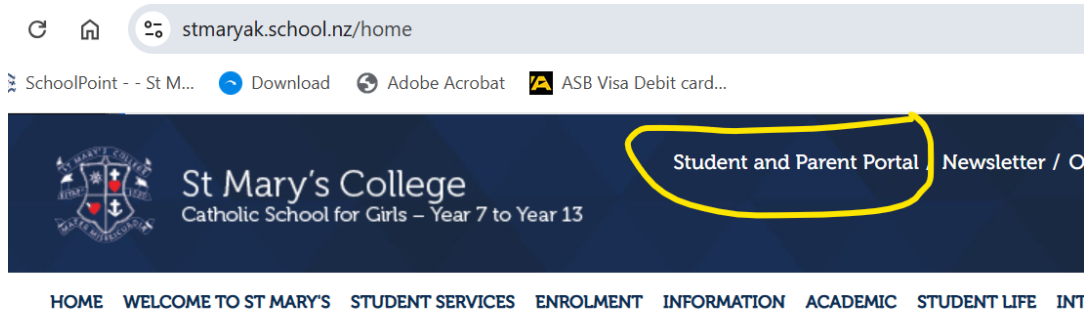 stmaryak.school.nz/home
SchoolPoint - - St M... Download Adobe Acrobat ASB Visa Debit card...
Student and Parent Portal / Newsletter / O
St Mary's College
Catholic School for Girls – Year 7 to Year 13
HOME WELCOME TO ST MARY'S STUDENT SERVICES ENROLMENT INFORMATION ACADEMIC STUDENT LIFE INT